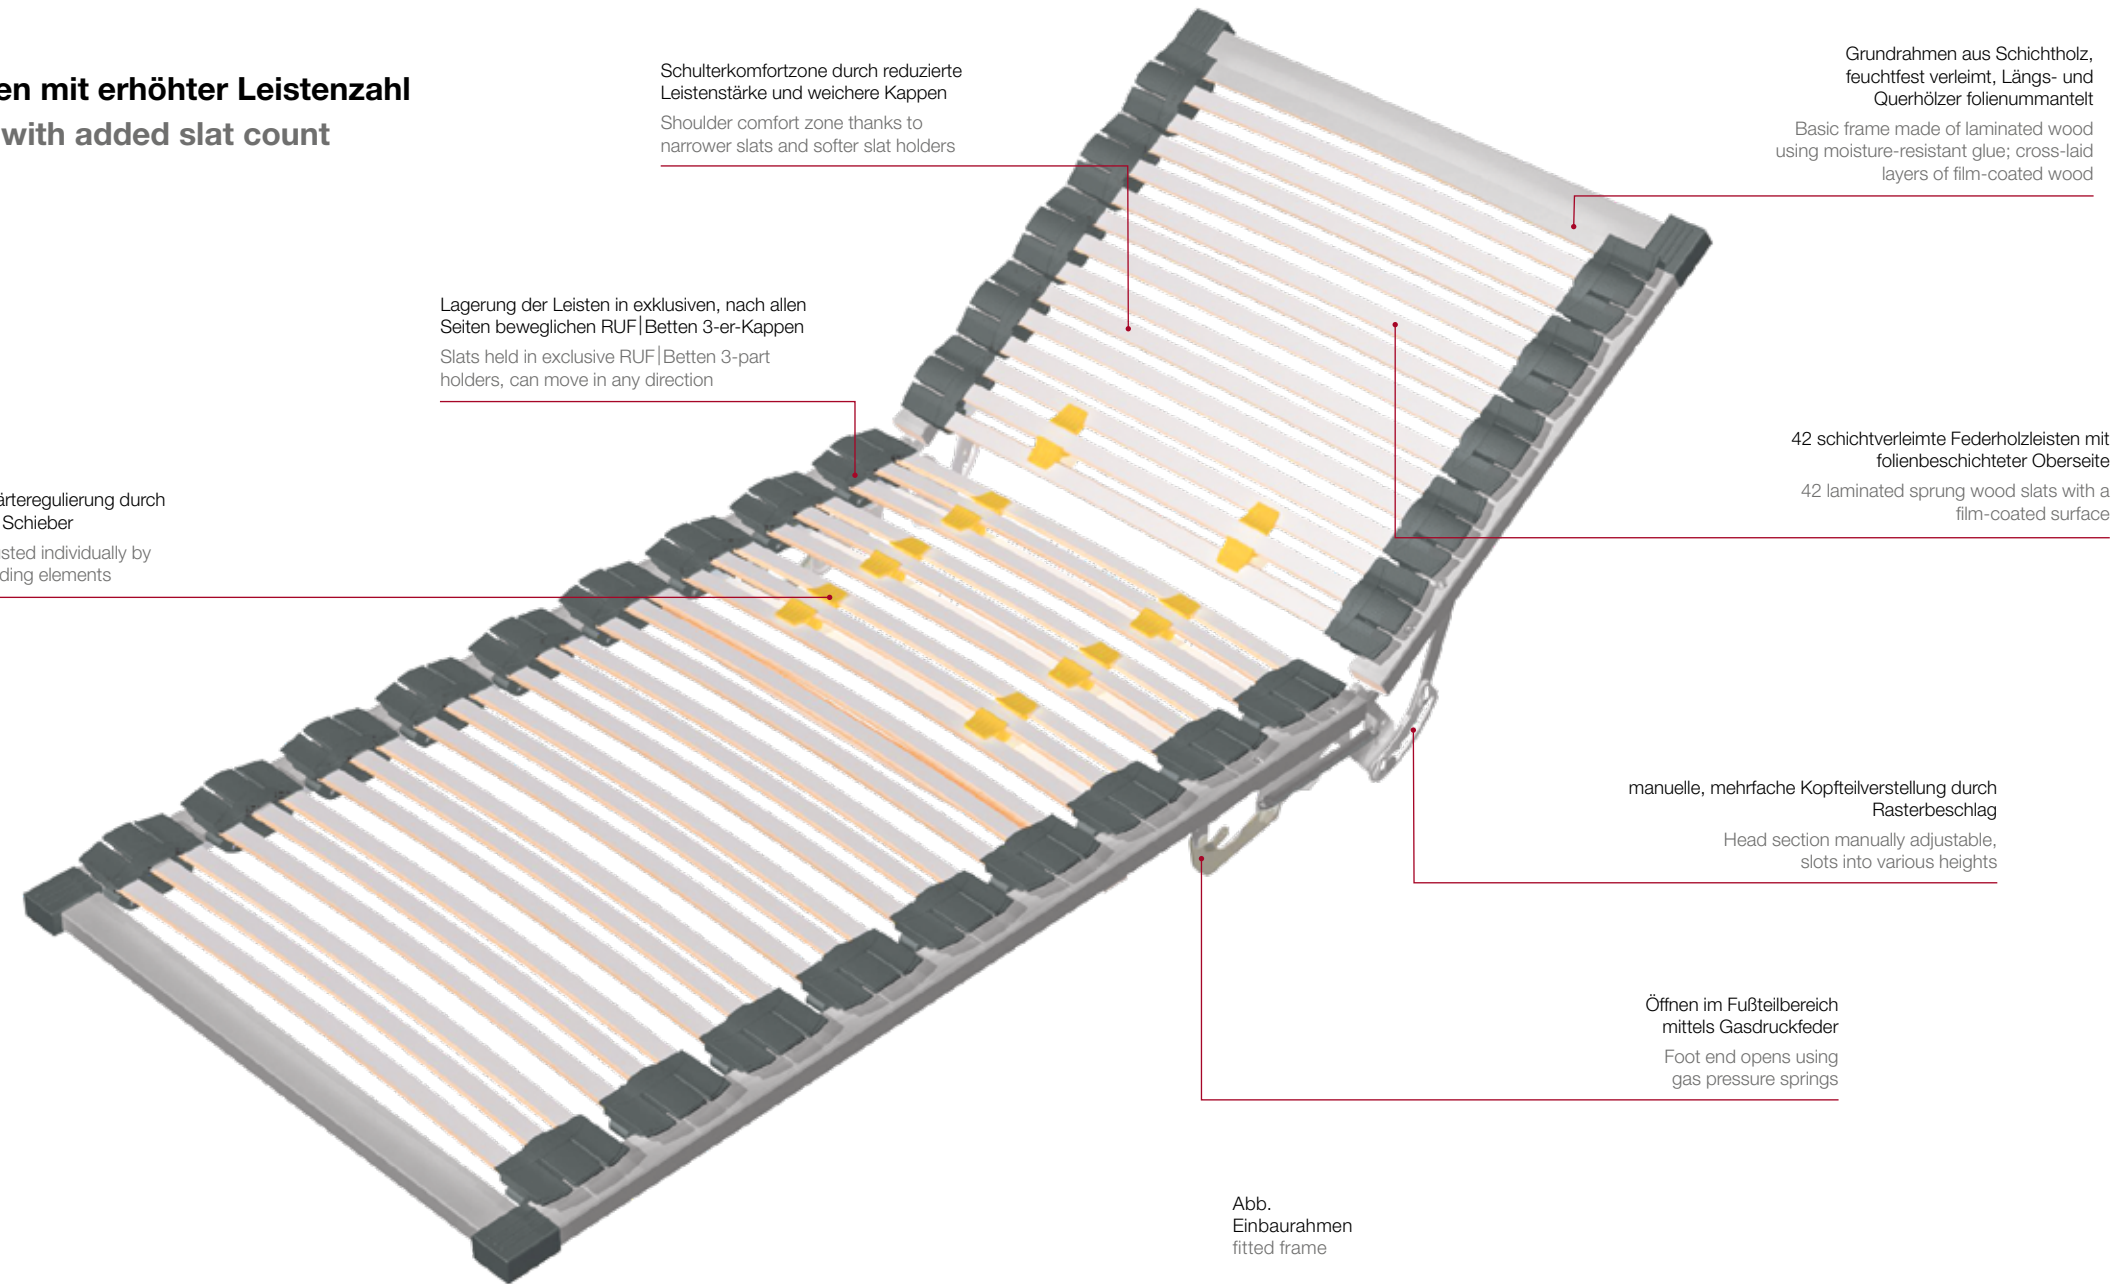 en mit erhöhter Leistenzahl
with added slat count
Schulterkomfortzone durch reduzierte
Leistenstärke und weichere Kappen
Shoulder comfort zone thanks to
narrower slats and softer slat holders
Grundrahmen aus Schichtholz,
feuchtfest verleimt, Längs- und
Querhölzer folienummantelt
Basic frame made of laminated wood
using moisture-resistant glue; cross-laid
layers of film-coated wood
Lagerung der Leisten in exklusiven, nach allen
Seiten beweglichen RUF|Betten 3-er-Kappen
Slats held in exclusive RUF|Betten 3-part
holders, can move in any direction
42 schichtverleimte Federholzleisten mit
folienbeschichteter Oberseite
42 laminated sprung wood slats with a
film-coated surface
ärteregulierung durch
Schieber
sted individually by
ding elements
manuelle, mehrfache Kopfteilverstellung durch
Rasterbeschlag
Head section manually adjustable,
slots into various heights
Öffnen im Fußteilbereich
mittels Gasdruckfeder
Foot end opens using
gas pressure springs
Abb.
Einbaurahmen
fitted frame